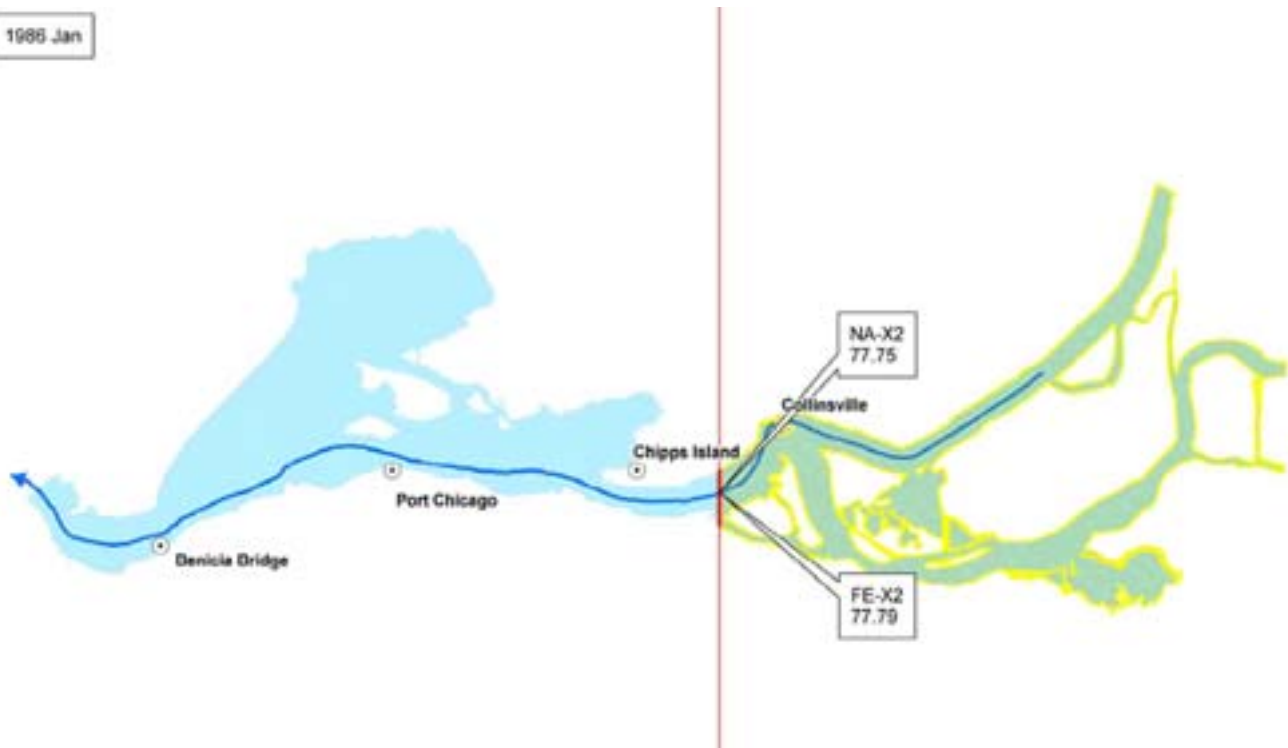 1986 Jan
NA-X2
77.75
Collinsville
Chipps Island
Port Chicago
Benicia Bridge
FE-X2
77.79